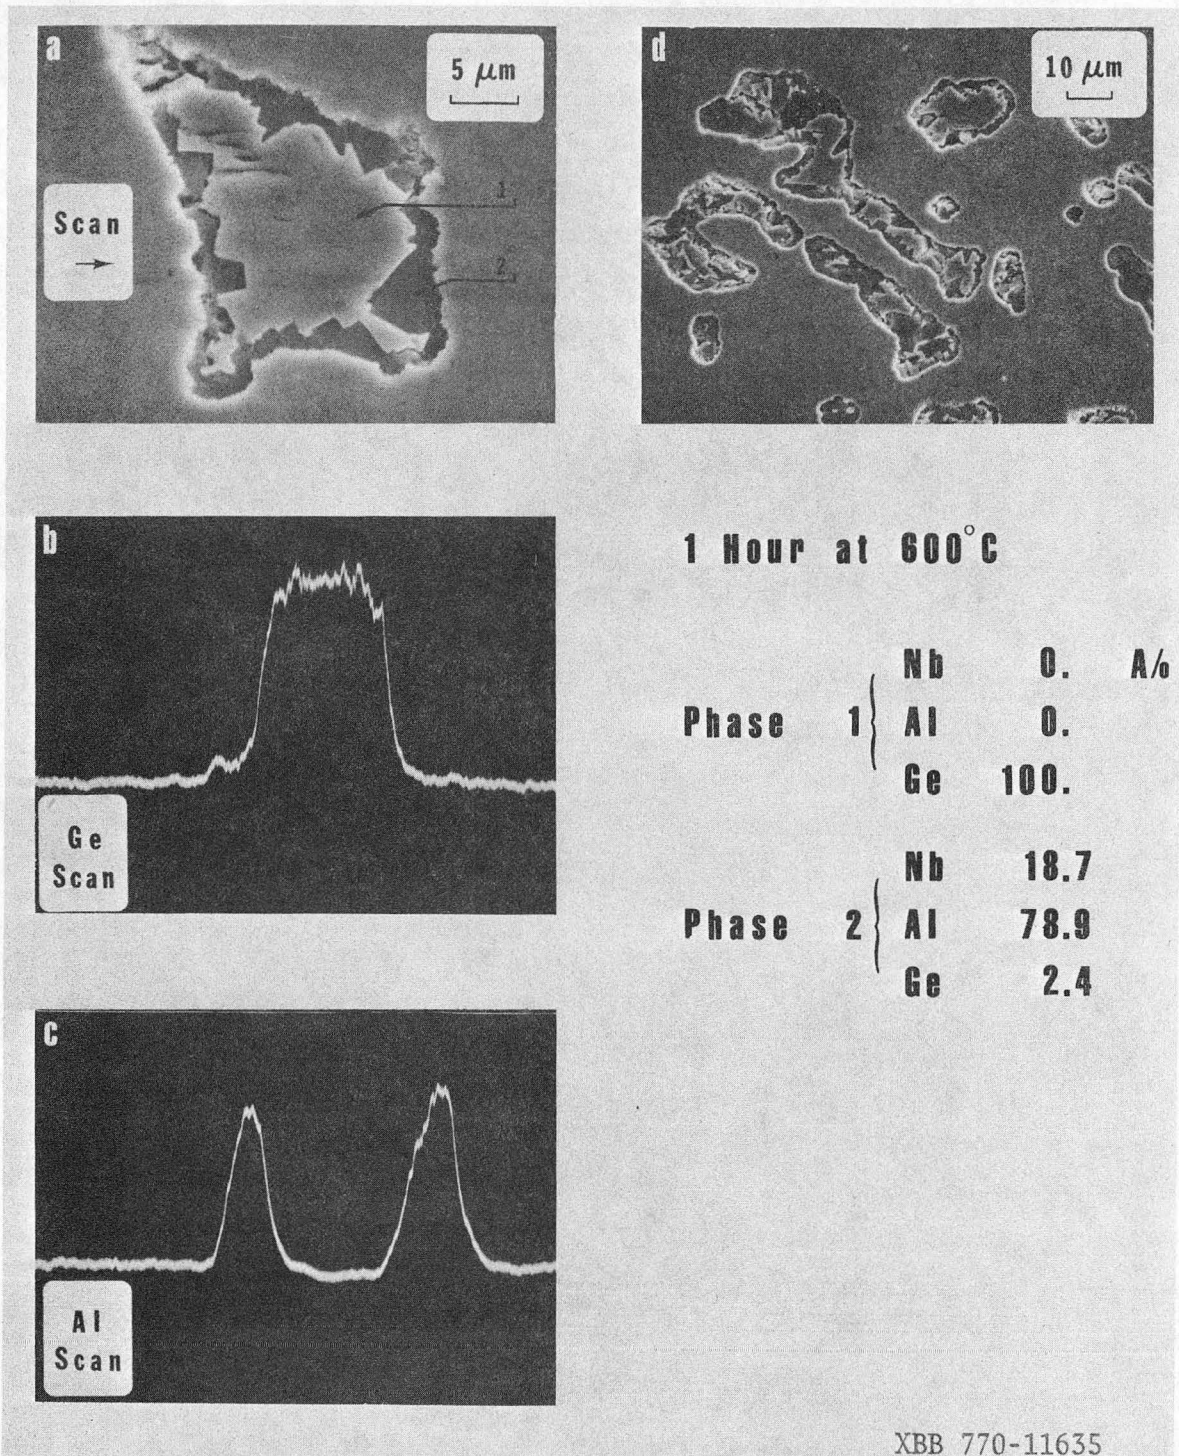 a
5 μm
Scan
→
1
2
d
10 μm
b
Ge
Scan
c
Al
Scan
1 Hour at 600°C
Phase 1 { Nb 0. A/o
Al 0.
Ge 100.
Phase 2 { Nb 18.7
Al 78.9
Ge 2.4
XBB 770-11635